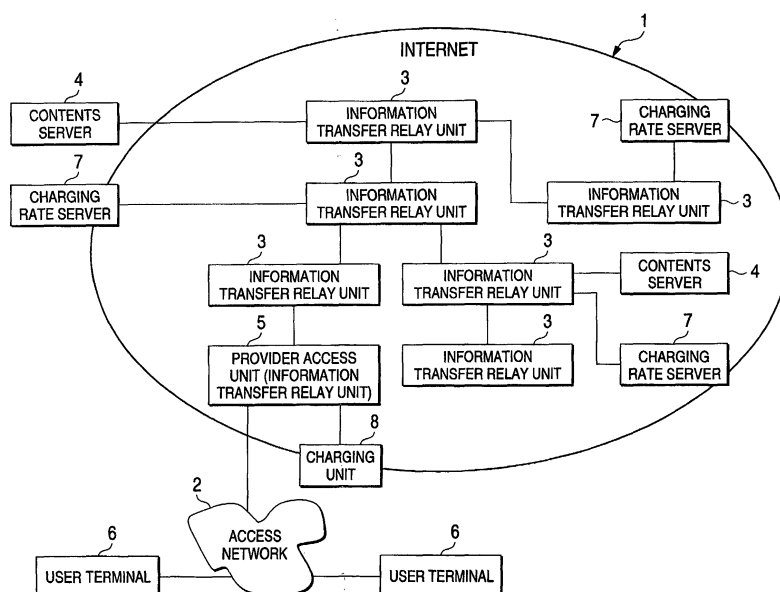 1
INTERNET
4
CONTENTS
SERVER
3
INFORMATION
TRANSFER RELAY UNIT
7
CHARGING
RATE SERVER
7
CHARGING
RATE SERVER
3
INFORMATION
TRANSFER RELAY UNIT
INFORMATION
TRANSFER RELAY UNIT
3
3
INFORMATION
TRANSFER RELAY UNIT
3
INFORMATION
TRANSFER RELAY UNIT
CONTENTS
SERVER
4
5
PROVIDER ACCESS
UNIT (INFORMATION
TRANSFER RELAY UNIT)
3
INFORMATION
TRANSFER RELAY UNIT
7
CHARGING
RATE SERVER
8
CHARGING
UNIT
2
ACCESS
NETWORK
6
USER TERMINAL
6
USER TERMINAL